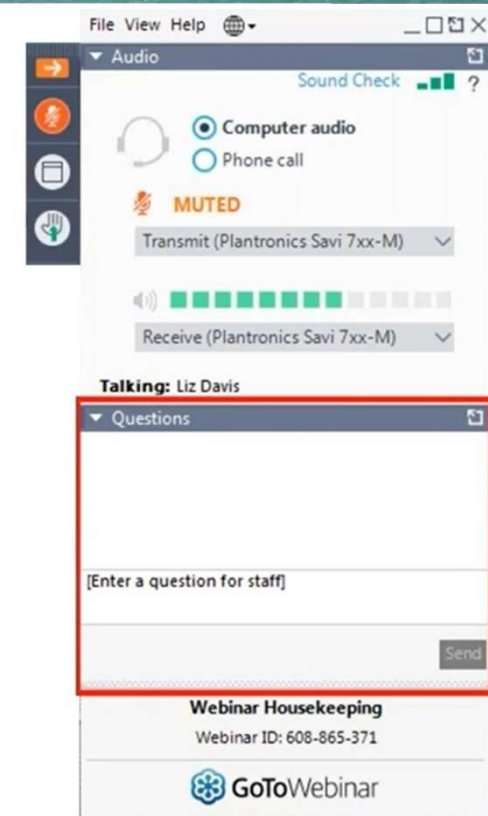 File View Help
Audio
Sound Check ?
Computer audio
Phone call
MUTED
Transmit (Plantronics Savi 7xx-M)
Receive (Plantronics Savi 7xx-M)
Talking: Liz Davis
Questions
[Enter a question for staff]
Send
Webinar Housekeeping
Webinar ID: 608-865-371
GoToWebinar